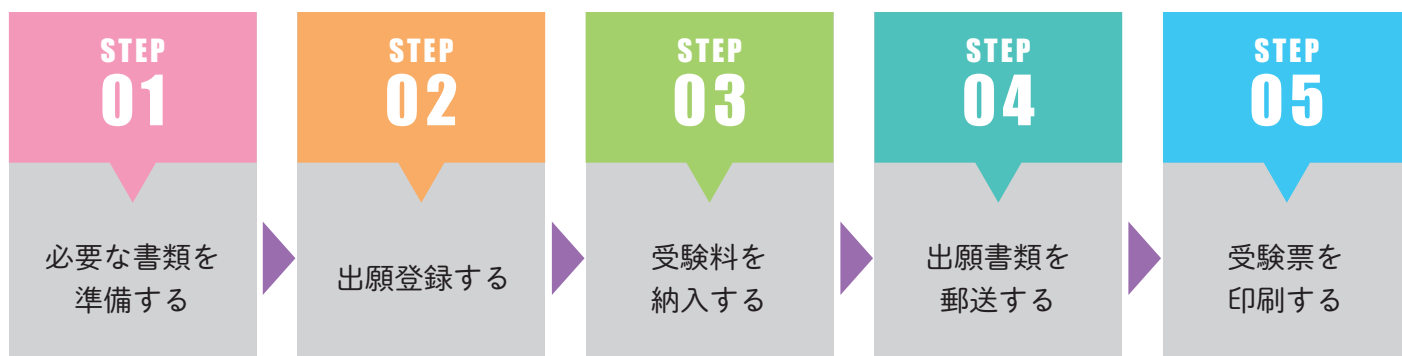 STEP
01
必要な書類を
準備する
STEP
02
出願登録する
STEP
03
受験料を
納入する
STEP
04
出願書類を
郵送する
STEP
05
受験票を
印刷する